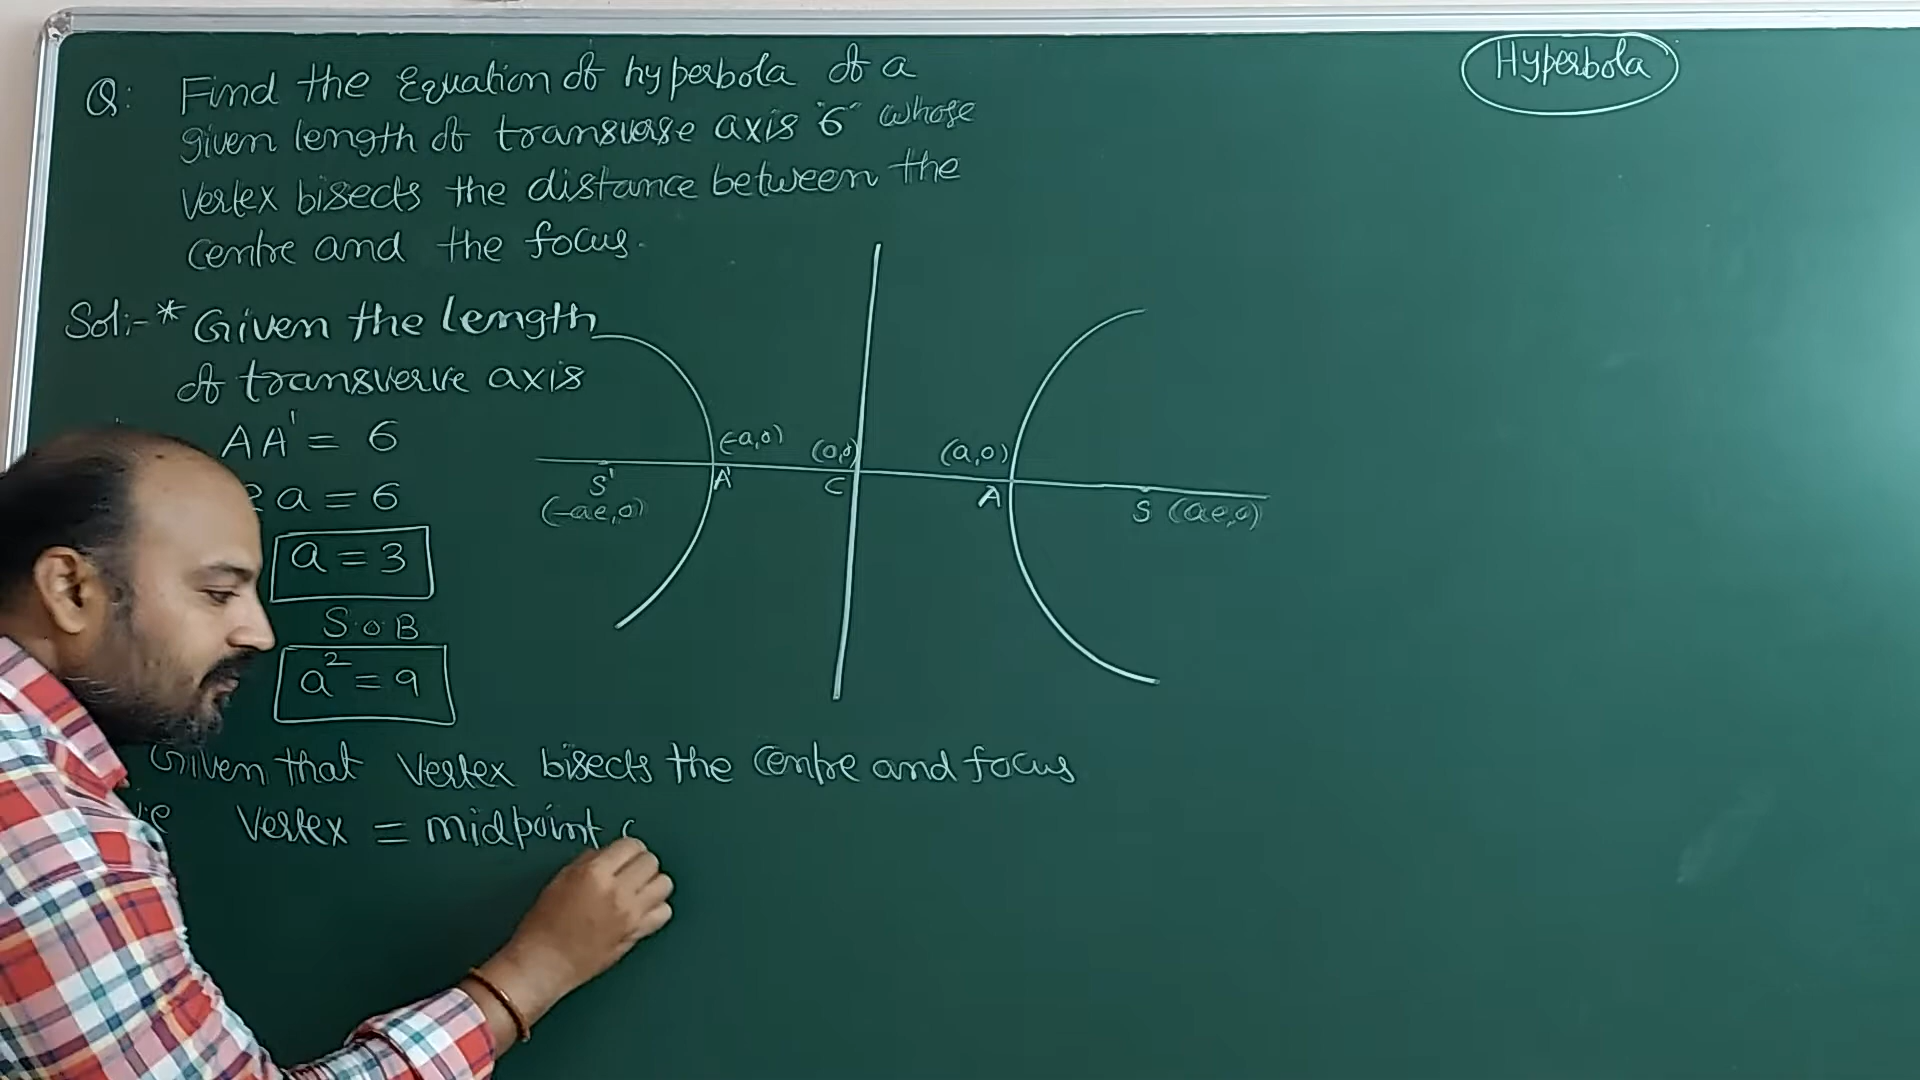 Hyperbola
Q: Find the Equation of hyperbola of a
given length of transverse axis "6" whose
vertex bisects the distance between the
centre and the focus.
Sol:- * Given the length
of transverve axis
AA' = 6
2a = 6
a = 3
S.o.B
a² = 9
(-a,0) (0,0) (a,0)
S' A' C A S (ae,0)
(-ae,0)
Given that Vertex bisects the centre and focus
i.e Vertex = midpoint